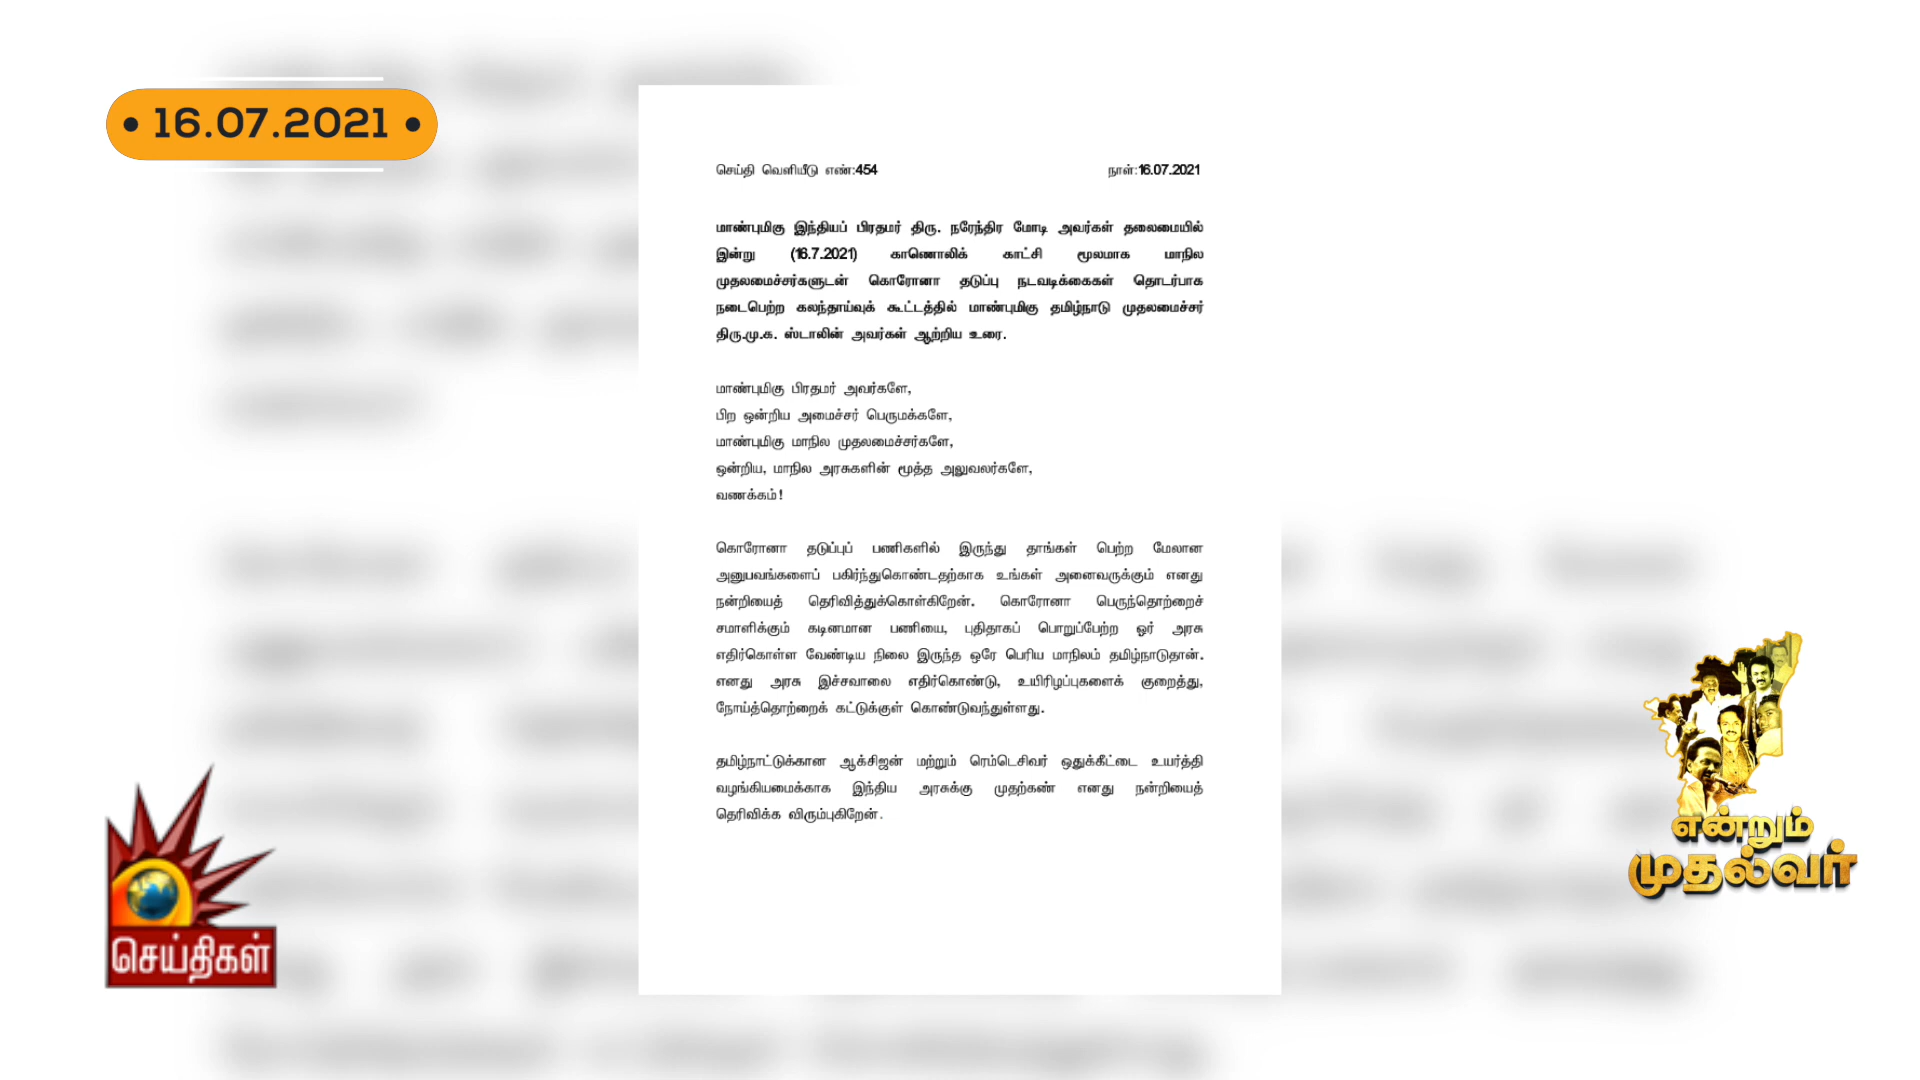 • 16.07.2021 •
செய்தி வெளியீடு எண்:454 நாள்:16.07.2021
மாண்புமிகு இந்தியப் பிரதமர் திரு. நரேந்திர மோடி அவர்கள் தலைமையில்
இன்று (16.7.2021) காணொலிக் காட்சி மூலமாக மாநில
முதலமைச்சர்களுடன் கொரோனா தடுப்பு நடவடிக்கைகள் தொடர்பாக
நடைபெற்ற கலந்தாய்வுக் கூட்டத்தில் மாண்புமிகு தமிழ்நாடு முதலமைச்சர்
திரு.மு.க. ஸ்டாலின் அவர்கள் ஆற்றிய உரை.
மாண்புமிகு பிரதமர் அவர்களே,
பிற ஒன்றிய அமைச்சர் பெருமக்களே,
மாண்புமிகு மாநில முதலமைச்சர்களே,
ஒன்றிய, மாநில அரசுகளின் மூத்த அலுவலர்களே,
வணக்கம்!
கொரோனா தடுப்புப் பணிகளில் இருந்து தாங்கள் பெற்ற மேலான
அனுபவங்களைப் பகிர்ந்துகொண்டதற்காக உங்கள் அனைவருக்கும் எனது
நன்றியைத் தெரிவித்துக்கொள்கிறேன். கொரோனா பெருந்தொற்றைச்
சமாளிக்கும் கடினமான பணியை, புதிதாகப் பொறுப்பேற்ற ஓர் அரசு
எதிர்கொள்ள வேண்டிய நிலை இருந்த ஒரே பெரிய மாநிலம் தமிழ்நாடுதான்.
எனது அரசு இச்சவாலை எதிர்கொண்டு, உயிரிழப்புகளைக் குறைத்து,
நோய்த்தொற்றைக் கட்டுக்குள் கொண்டுவந்துள்ளது.
தமிழ்நாட்டுக்கான ஆக்சிஜன் மற்றும் ரெம்டெசிவர் ஒதுக்கீட்டை உயர்த்தி
வழங்கியமைக்காக இந்திய அரசுக்கு முதற்கண் எனது நன்றியைத்
தெரிவிக்க விரும்புகிறேன்.
செய்திகள்
என்றும்
முதல்வர்